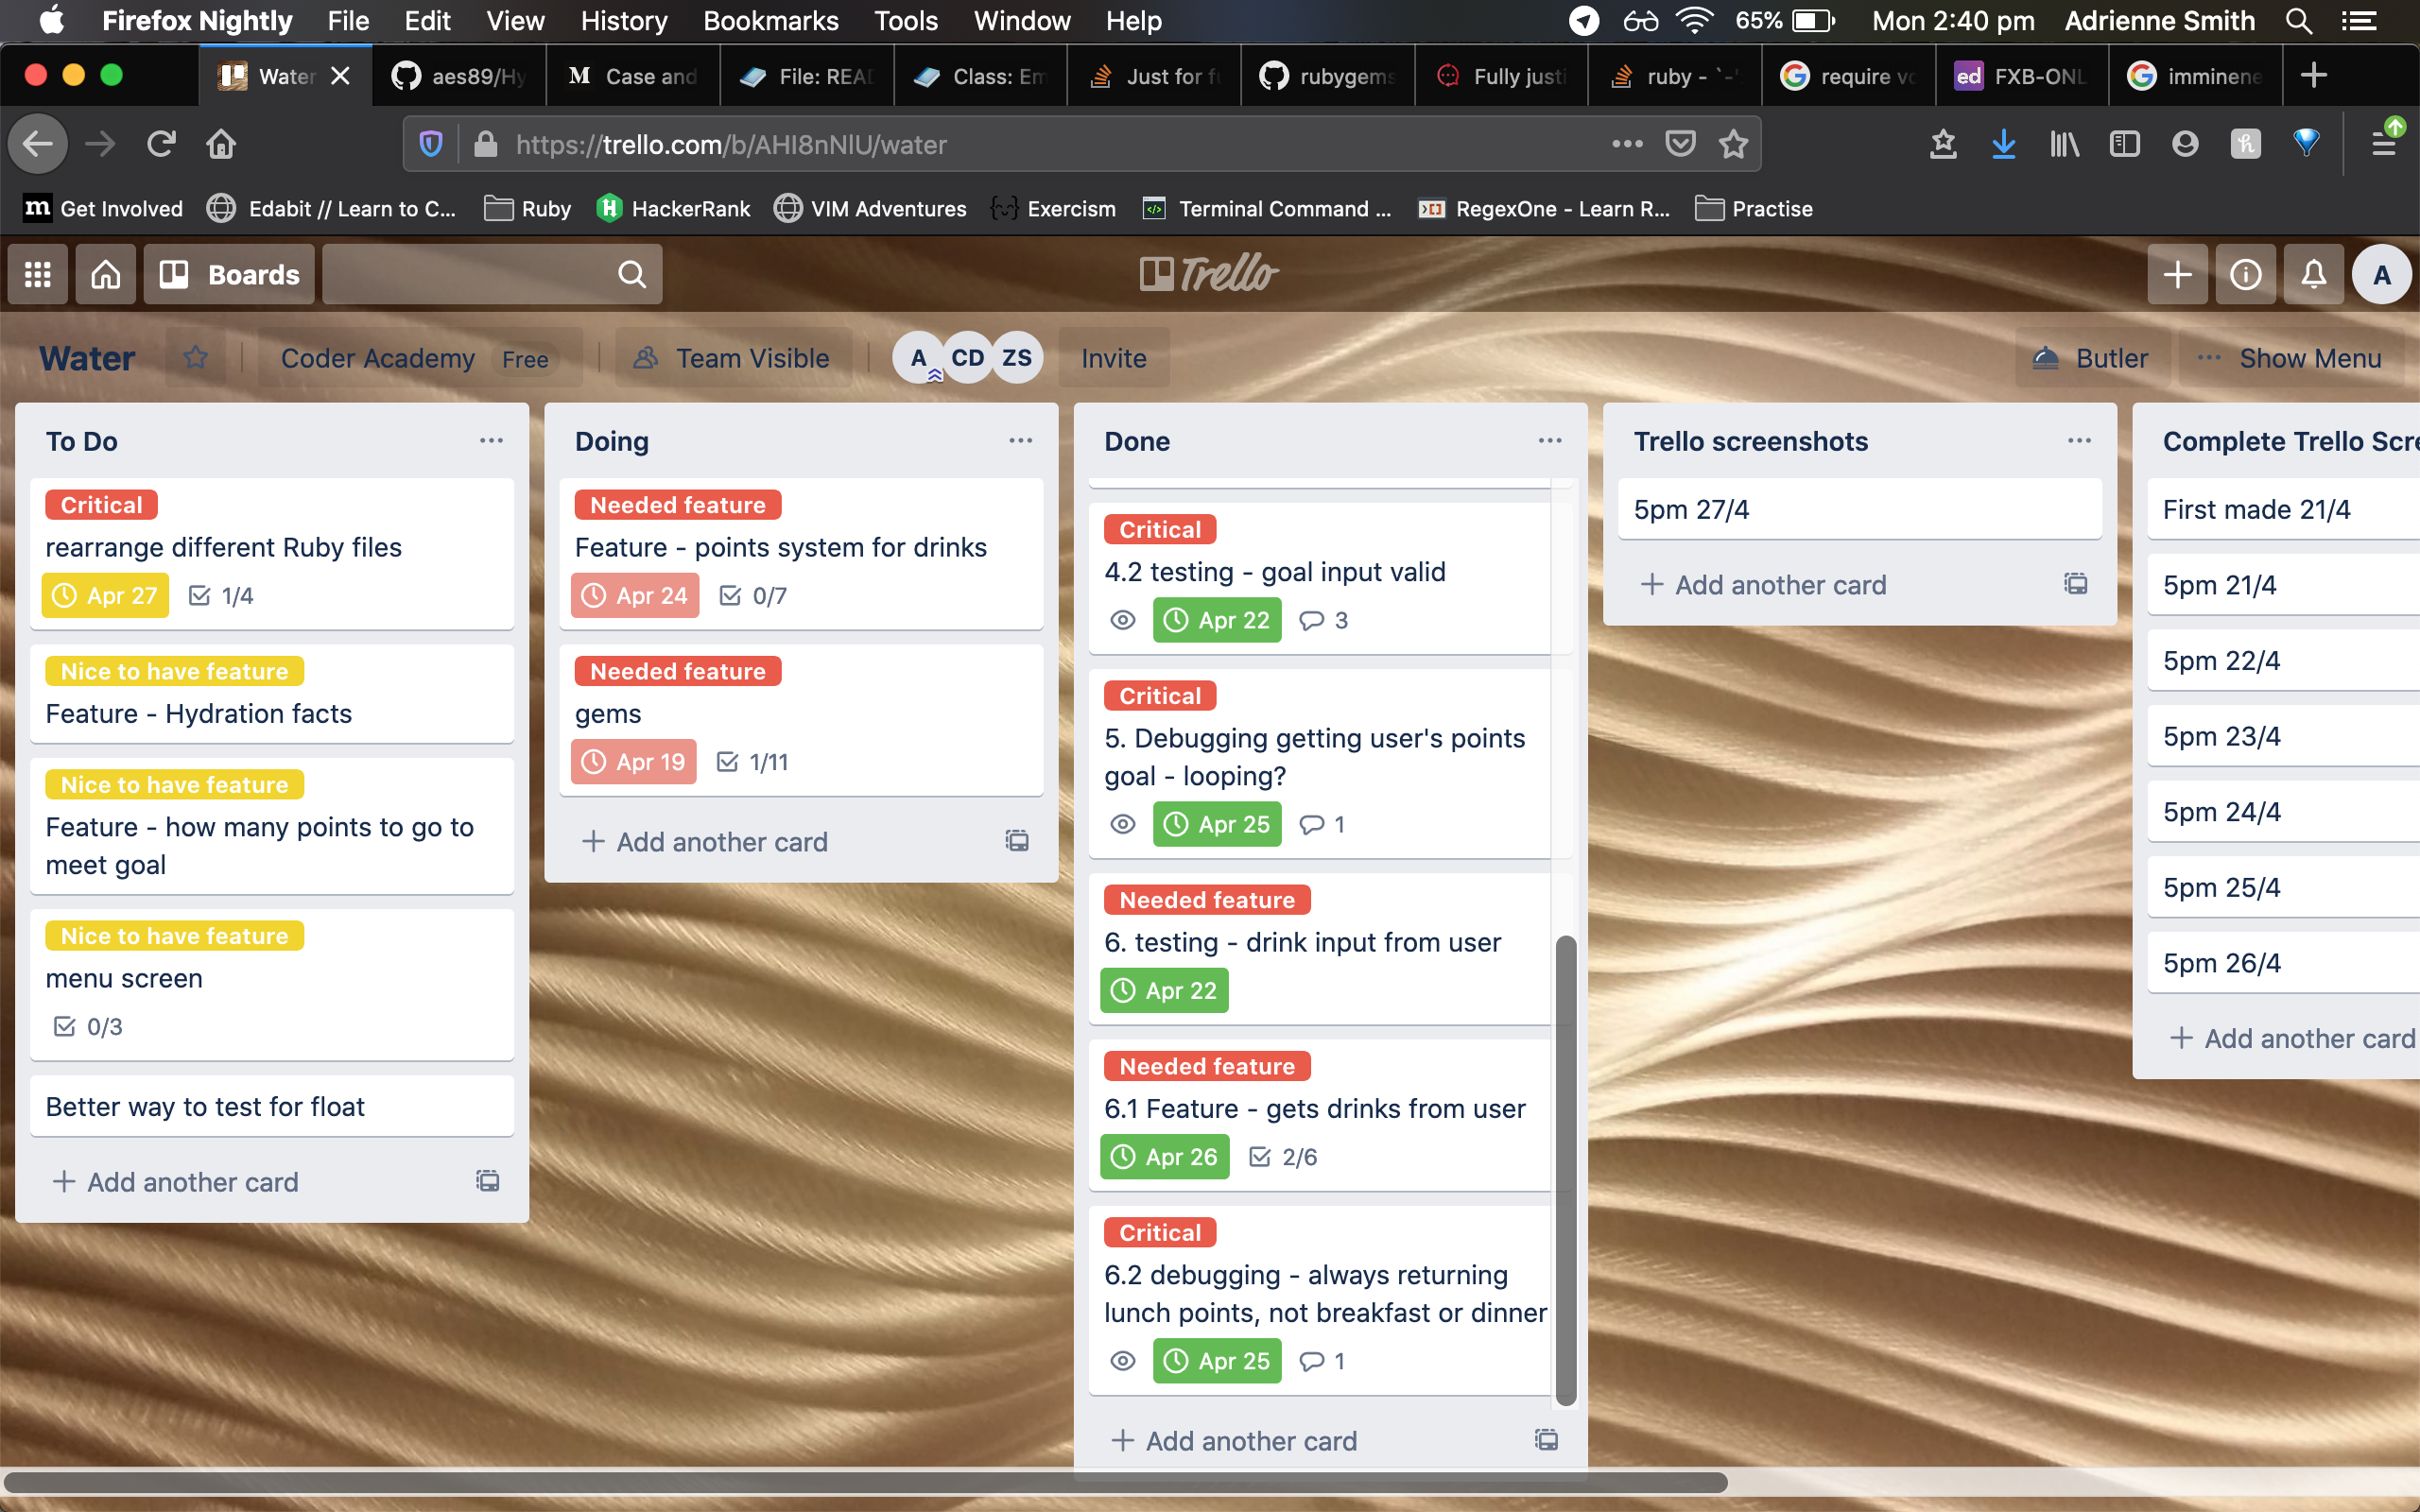 Firefox Nightly File Edit View History Bookmarks Tools Window Help 65% Mon 2:40 pm Adrienne Smith
Water aes89/Hy M Case and File: REA Class: Em Just for f rubygems Fully justi ruby - `-' require vo ed FXB-ONL imminene
https://trello.com/b/AHI8nNlU/water
m Get Involved Edabit // Learn to C... Ruby HackerRank VIM Adventures Exercism Terminal Command ... RegexOne - Learn R... Practise
Boards Trello A
Water Coder Academy Free Team Visible A CD ZS Invite Butler Show Menu
To Do
Critical
rearrange different Ruby files
Apr 27 1/4
Nice to have feature
Feature - Hydration facts
Nice to have feature
Feature - how many points to go to
meet goal
Nice to have feature
menu screen
0/3
Better way to test for float
Add another card
Doing
Needed feature
Feature - points system for drinks
Apr 24 0/7
Needed feature
gems
Apr 19 1/11
Add another card
Done
Critical
4.2 testing - goal input valid
Apr 22 3
Critical
5. Debugging getting user's points
goal - looping?
Apr 25 1
Needed feature
6. testing - drink input from user
Apr 22
Needed feature
6.1 Feature - gets drinks from user
Apr 26 2/6
Critical
6.2 debugging - always returning
lunch points, not breakfast or dinner
Apr 25 1
Add another card
Trello screenshots
5pm 27/4
Add another card
Complete Trello Scre
First made 21/4
5pm 21/4
5pm 22/4
5pm 23/4
5pm 24/4
5pm 25/4
5pm 26/4
Add another card